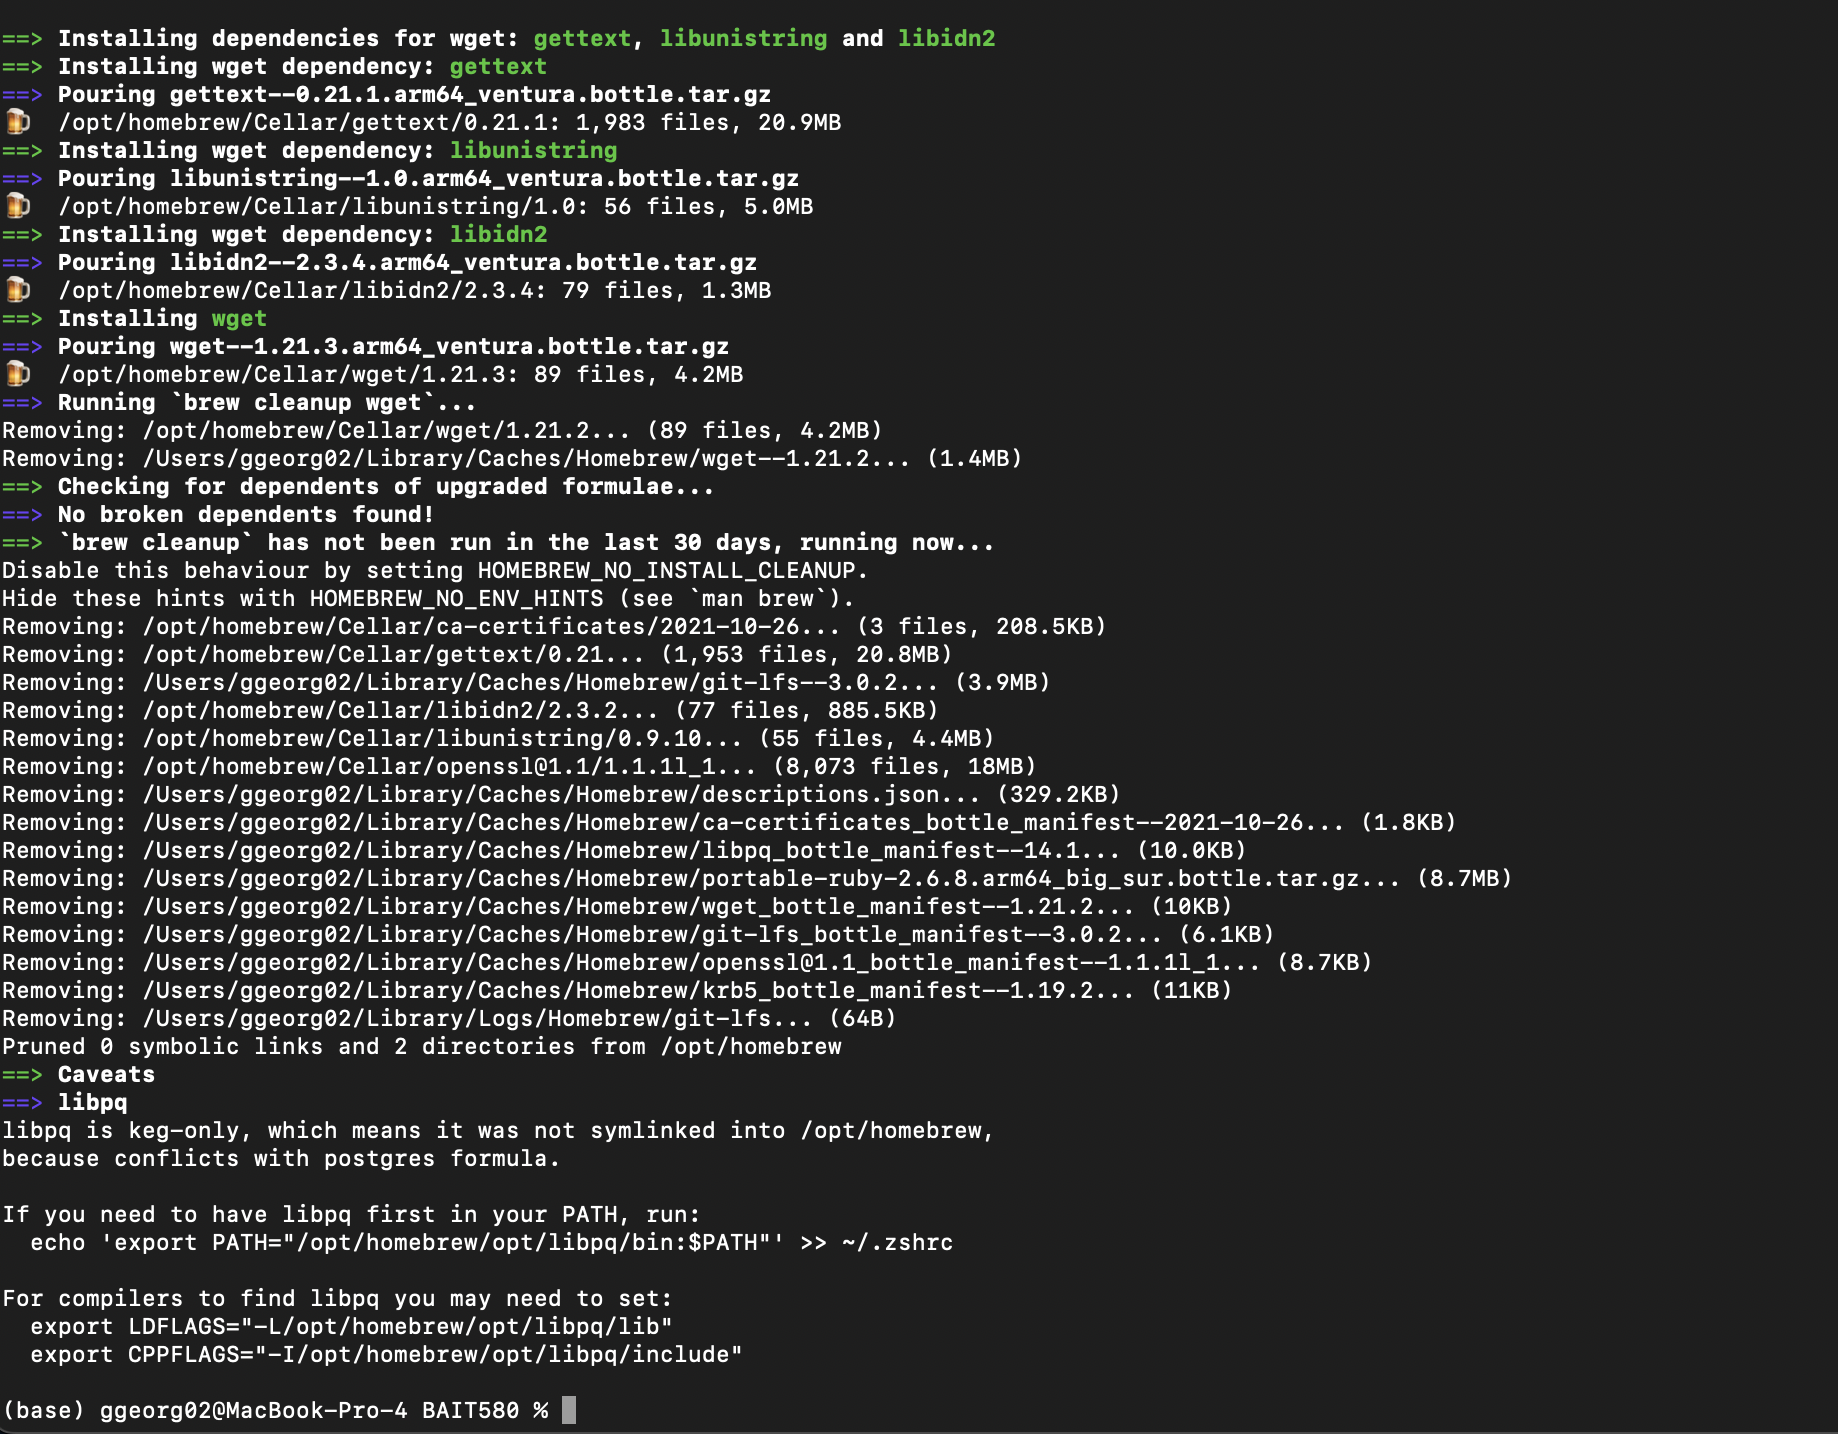 ==> Installing dependencies for wget: gettext, libunistring and libidn2
==> Installing wget dependency: gettext
==> Pouring gettext--0.21.1.arm64_ventura.bottle.tar.gz
🍺  /opt/homebrew/Cellar/gettext/0.21.1: 1,983 files, 20.9MB
==> Installing wget dependency: libunistring
==> Pouring libunistring--1.0.arm64_ventura.bottle.tar.gz
🍺  /opt/homebrew/Cellar/libunistring/1.0: 56 files, 5.0MB
==> Installing wget dependency: libidn2
==> Pouring libidn2--2.3.4.arm64_ventura.bottle.tar.gz
🍺  /opt/homebrew/Cellar/libidn2/2.3.4: 79 files, 1.3MB
==> Installing wget
==> Pouring wget--1.21.3.arm64_ventura.bottle.tar.gz
🍺  /opt/homebrew/Cellar/wget/1.21.3: 89 files, 4.2MB
==> Running `brew cleanup wget`...
Removing: /opt/homebrew/Cellar/wget/1.21.2... (89 files, 4.2MB)
Removing: /Users/ggeorg02/Library/Caches/Homebrew/wget--1.21.2... (1.4MB)
==> Checking for dependents of upgraded formulae...
==> No broken dependents found!
==> `brew cleanup` has not been run in the last 30 days, running now...
Disable this behaviour by setting HOMEBREW_NO_INSTALL_CLEANUP.
Hide these hints with HOMEBREW_NO_ENV_HINTS (see `man brew`).
Removing: /opt/homebrew/Cellar/ca-certificates/2021-10-26... (3 files, 208.5KB)
Removing: /opt/homebrew/Cellar/gettext/0.21... (1,953 files, 20.8MB)
Removing: /Users/ggeorg02/Library/Caches/Homebrew/git-lfs--3.0.2... (3.9MB)
Removing: /opt/homebrew/Cellar/libidn2/2.3.2... (77 files, 885.5KB)
Removing: /opt/homebrew/Cellar/libunistring/0.9.10... (55 files, 4.4MB)
Removing: /opt/homebrew/Cellar/openssl@1.1/1.1.1l_1... (8,073 files, 18MB)
Removing: /Users/ggeorg02/Library/Caches/Homebrew/descriptions.json... (329.2KB)
Removing: /Users/ggeorg02/Library/Caches/Homebrew/ca-certificates_bottle_manifest--2021-10-26... (1.8KB)
Removing: /Users/ggeorg02/Library/Caches/Homebrew/libpq_bottle_manifest--14.1... (10.0KB)
Removing: /Users/ggeorg02/Library/Caches/Homebrew/portable-ruby-2.6.8.arm64_big_sur.bottle.tar.gz... (8.7MB)
Removing: /Users/ggeorg02/Library/Caches/Homebrew/wget_bottle_manifest--1.21.2... (10KB)
Removing: /Users/ggeorg02/Library/Caches/Homebrew/git-lfs_bottle_manifest--3.0.2... (6.1KB)
Removing: /Users/ggeorg02/Library/Caches/Homebrew/openssl@1.1_bottle_manifest--1.1.1l_1... (8.7KB)
Removing: /Users/ggeorg02/Library/Caches/Homebrew/krb5_bottle_manifest--1.19.2... (11KB)
Removing: /Users/ggeorg02/Library/Logs/Homebrew/git-lfs... (64B)
Pruned 0 symbolic links and 2 directories from /opt/homebrew
==> Caveats
==> libpq
libpq is keg-only, which means it was not symlinked into /opt/homebrew,
because conflicts with postgres formula.

If you need to have libpq first in your PATH, run:
  echo 'export PATH="/opt/homebrew/opt/libpq/bin:$PATH"' >> ~/.zshrc

For compilers to find libpq you may need to set:
  export LDFLAGS="-L/opt/homebrew/opt/libpq/lib"
  export CPPFLAGS="-I/opt/homebrew/opt/libpq/include"

(base) ggeorg02@MacBook-Pro-4 BAIT580 %